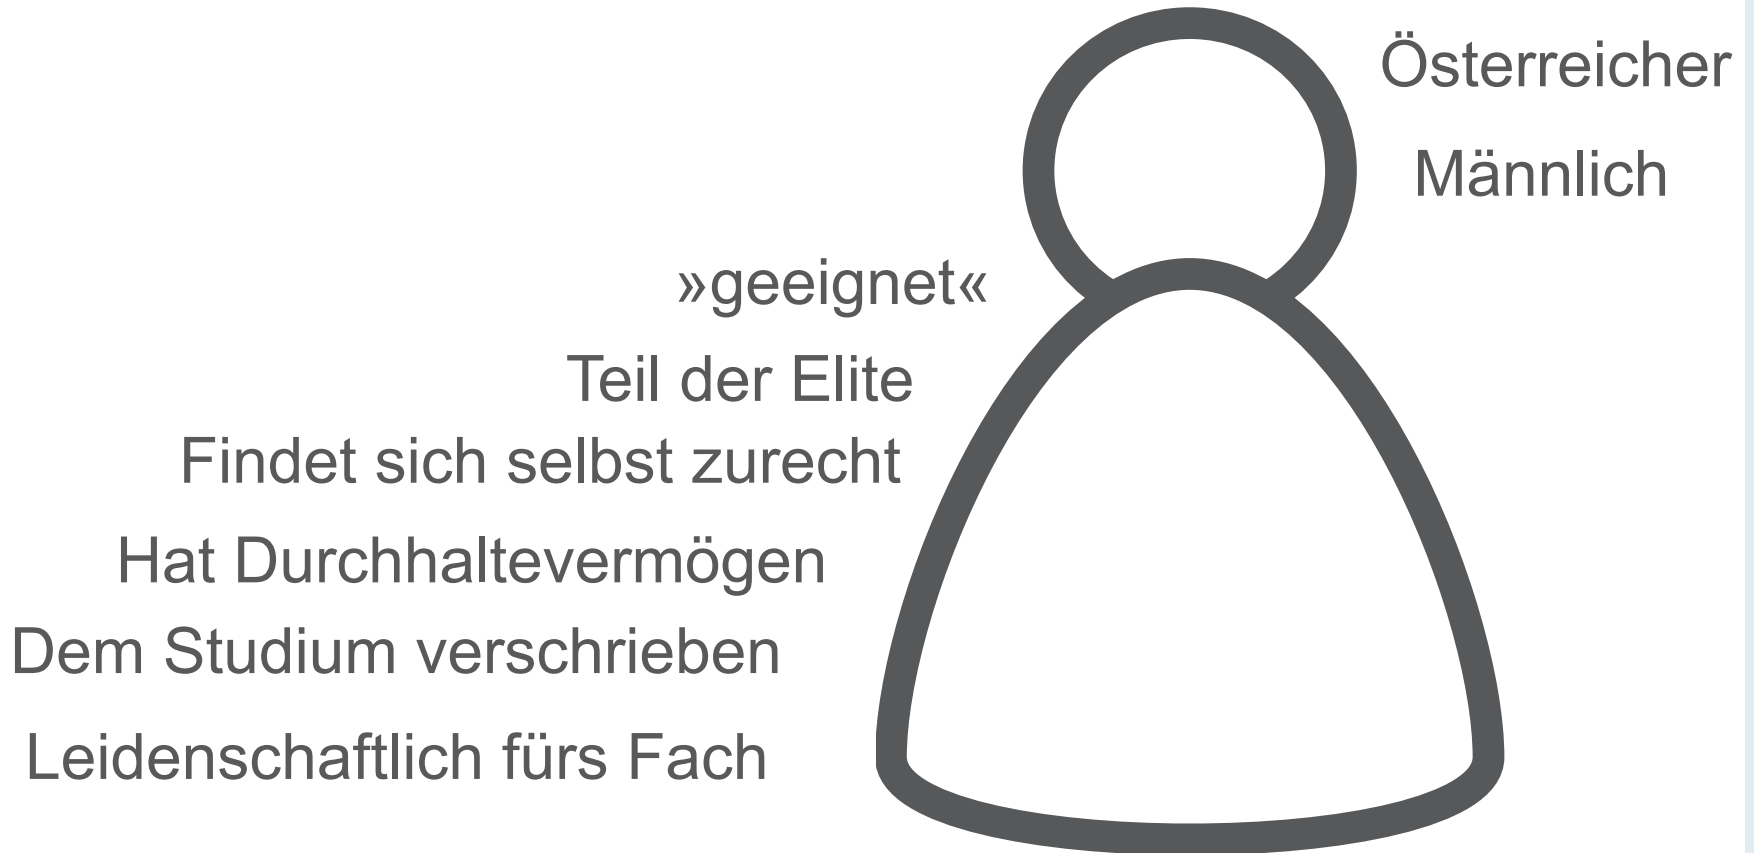 Österreicher
Männlich
»geeignet«
Teil der Elite
Findet sich selbst zurecht
Hat Durchhaltevermögen
Dem Studium verschrieben
Leidenschaftlich fürs Fach